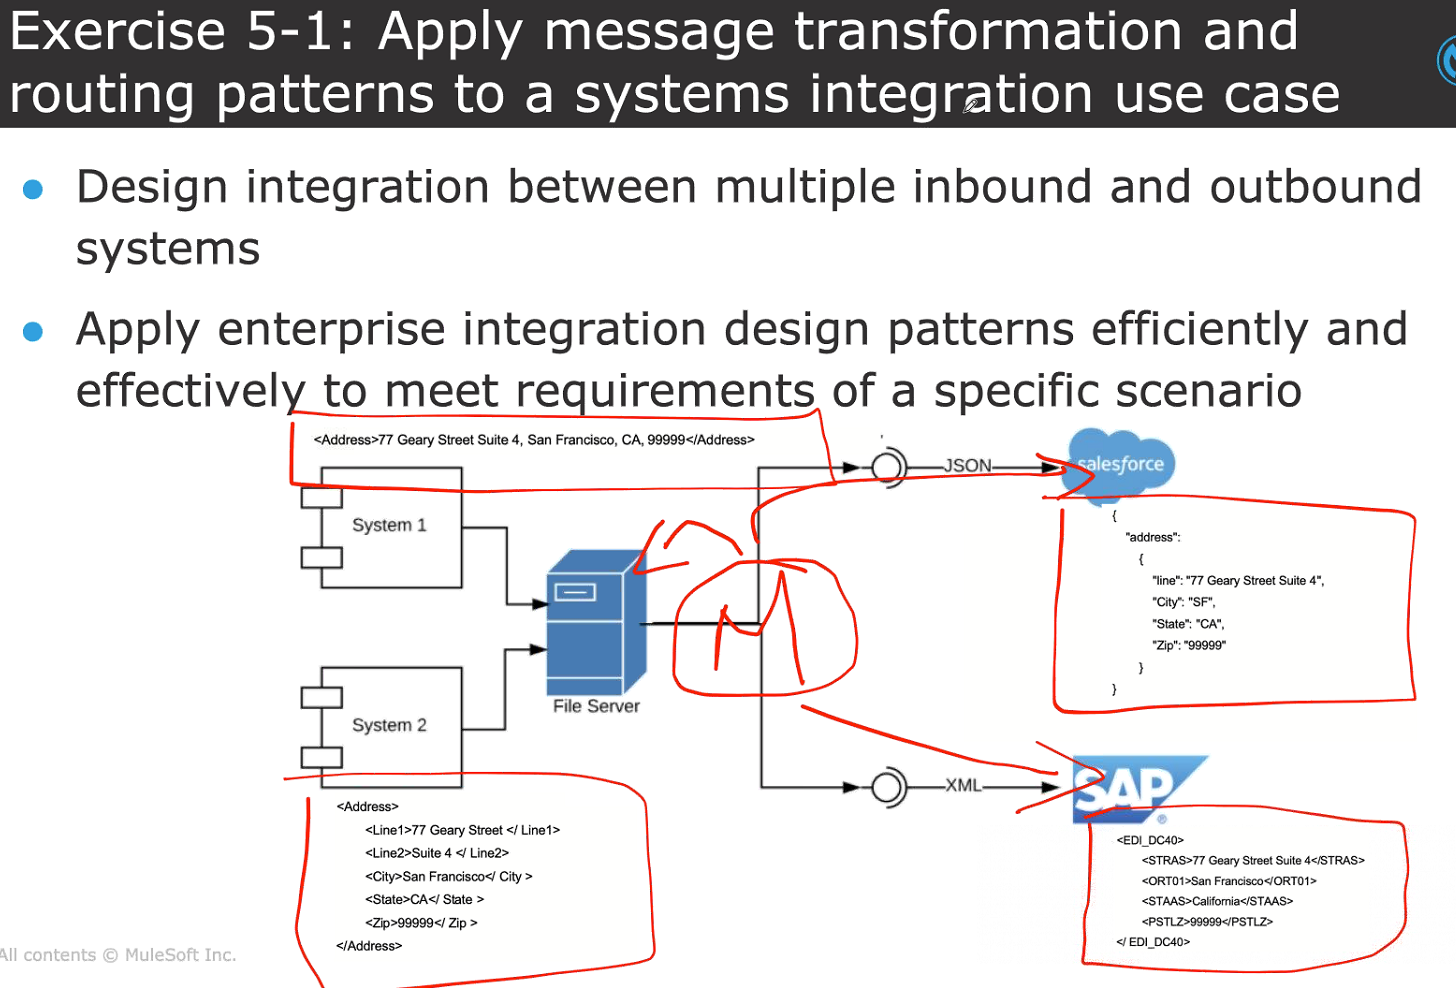 Exercise 5-1: Apply message transformation and
routing patterns to a systems integration use case
Design integration between multiple inbound and outbound
systems
Apply enterprise integration design patterns efficiently and
effectively to meet requirements of a specific scenario
<Address>77 Geary Street Suite 4, San Francisco, CA, 99999</Address>
System 1
System 2
File Server
M
JSON
salesforce
{
"address":
{
"line": "77 Geary Street Suite 4",
"City": "SF",
"State": "CA",
"Zip": "99999"
}
}
XML
SAP
®
<Address>
<Line1>77 Geary Street </ Line1>
<Line2>Suite 4 </ Line2>
<City>San Francisco</ City >
<State>CA</ State >
<Zip>99999</ Zip >
</Address>
<EDI_DC40>
<STRAS>77 Geary Street Suite 4</STRAS>
<ORT01>San Francisco</ORT01>
<STAAS>California</STAAS>
<PSTLZ>99999</PSTLZ>
</ EDI_DC40>
All contents © MuleSoft Inc.